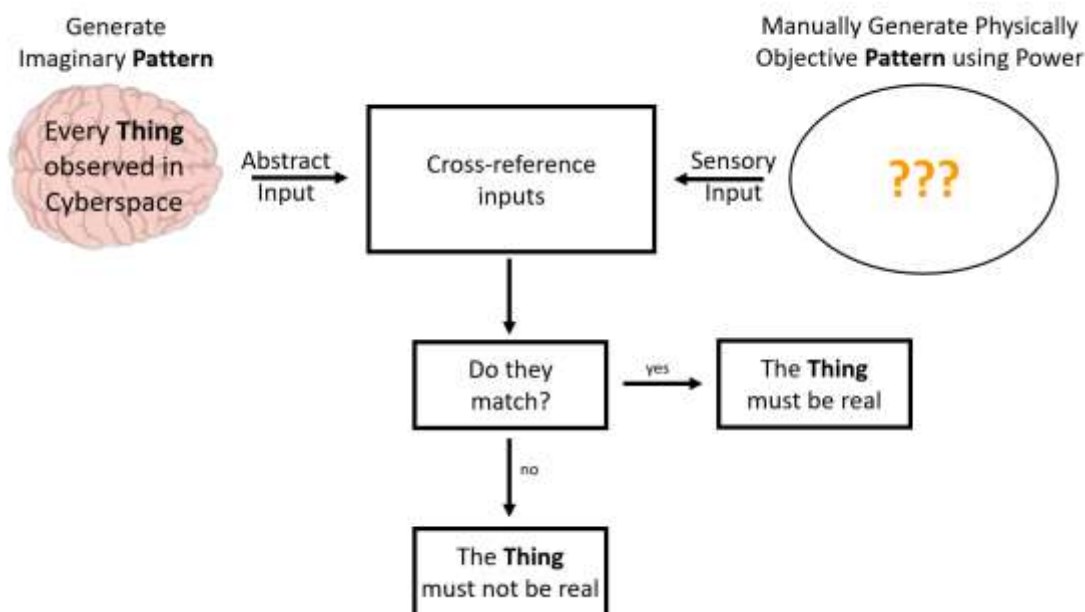 Generate
Imaginary Pattern
Every Thing
observed in
Cyberspace
Abstract
Input
Cross-reference
inputs
Sensory
Input
Manually Generate Physically
Objective Pattern using Power
???
Do they
match?
yes
The Thing
must be real
no
The Thing
must not be real